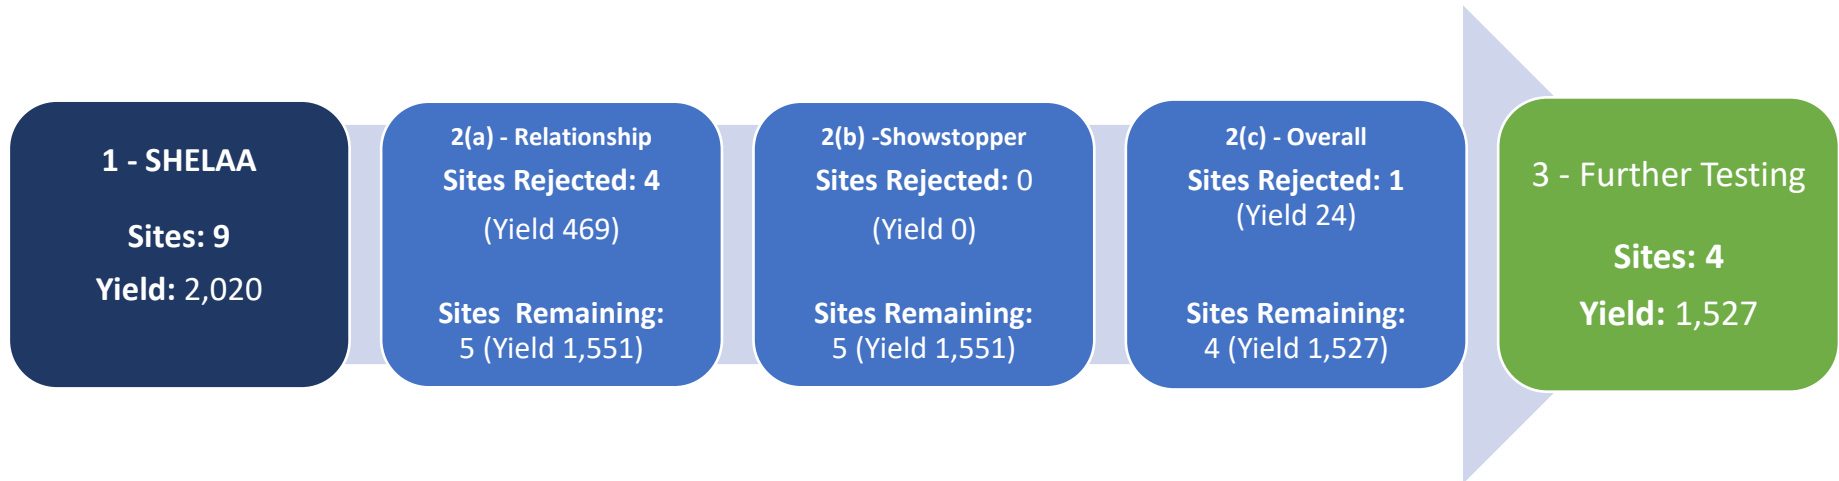 1 - SHELAA
Sites: 9
Yield: 2,020
2(a) - Relationship
Sites Rejected: 4
(Yield 469)
Sites Remaining:
5 (Yield 1,551)
2(b) -Showstopper
Sites Rejected: 0
(Yield 0)
Sites Remaining:
5 (Yield 1,551)
2(c) - Overall
Sites Rejected: 1
(Yield 24)
Sites Remaining:
4 (Yield 1,527)
3 - Further Testing
Sites: 4
Yield: 1,527